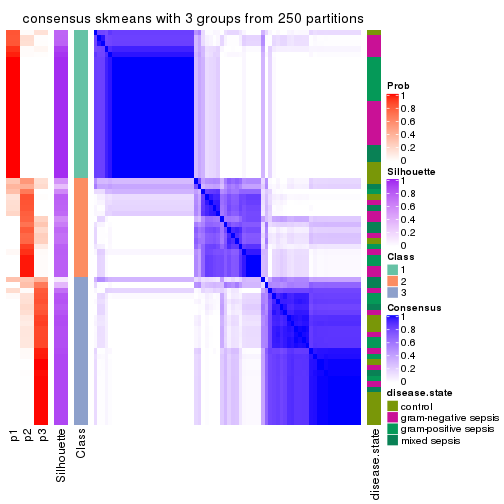 consensus skmeans with 3 groups from 250 partitions
Prob
1
0.8
0.6
0.4
0.2
0
Silhouette
1
0.8
0.6
0.4
0.2
0
Class
1
2
3
Consensus
1
0.8
0.6
0.4
0.2
0
disease.state
control
gram-negative sepsis
gram-positive sepsis
mixed sepsis
p1
p2
p3
Silhouette
Class
disease.state